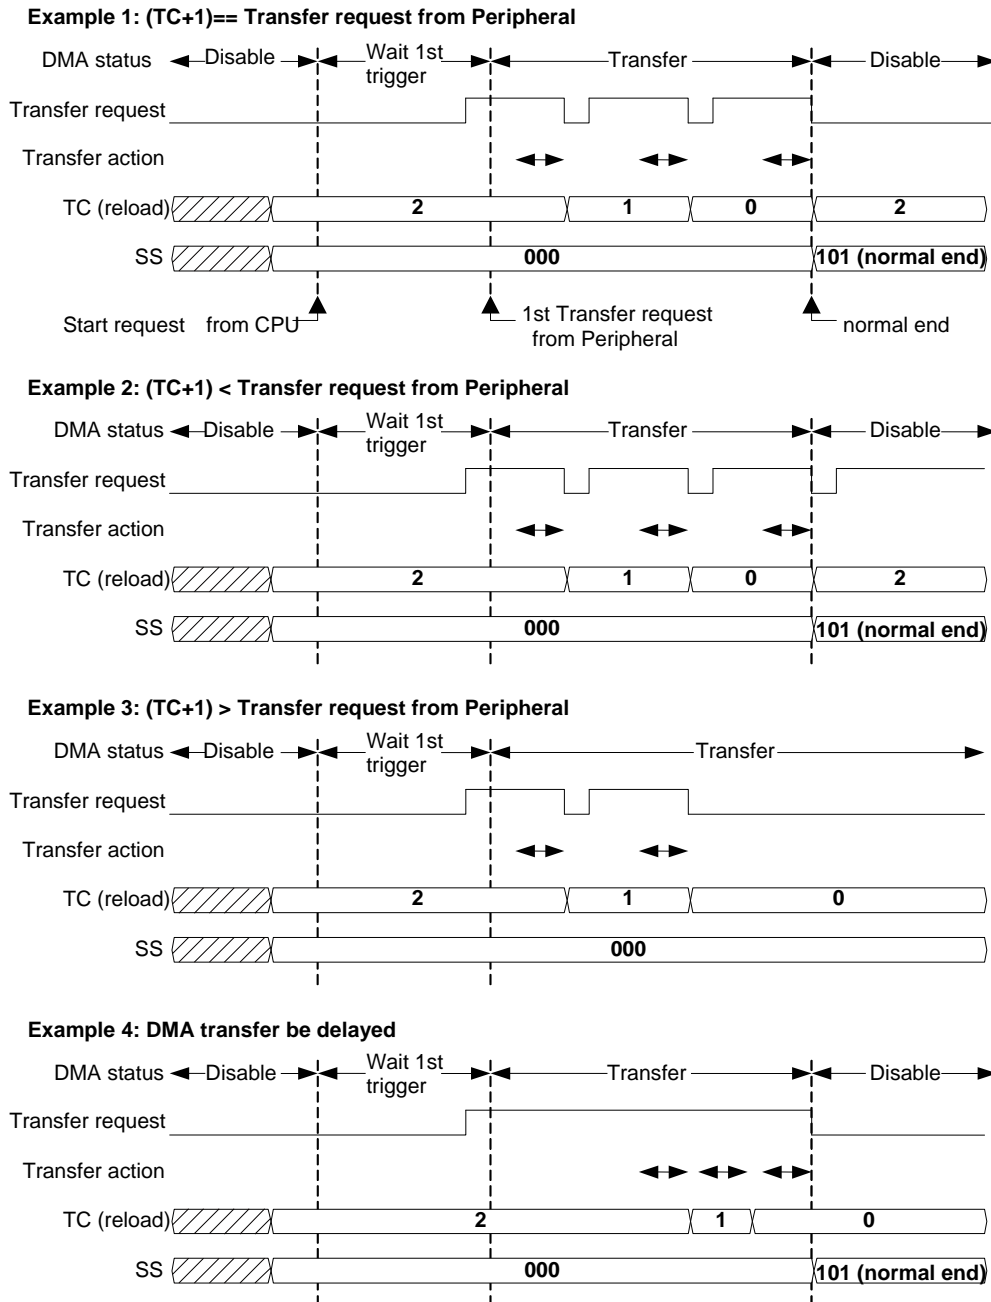 Example 1: (TC+1)== Transfer request from Peripheral
DMA status Disable Wait 1st trigger Transfer Disable
Transfer request
Transfer action
TC (reload) 2 1 0 2
SS 000 101 (normal end)
Start request from CPU 1st Transfer request from Peripheral normal end
Example 2: (TC+1) < Transfer request from Peripheral
DMA status Disable Wait 1st trigger Transfer Disable
Transfer request
Transfer action
TC (reload) 2 1 0 2
SS 000 101 (normal end)
Example 3: (TC+1) > Transfer request from Peripheral
DMA status Disable Wait 1st trigger Transfer
Transfer request
Transfer action
TC (reload) 2 1 0
SS 000
Example 4: DMA transfer be delayed
DMA status Disable Wait 1st trigger Transfer Disable
Transfer request
Transfer action
TC (reload) 2 1 0
SS 000 101 (normal end)